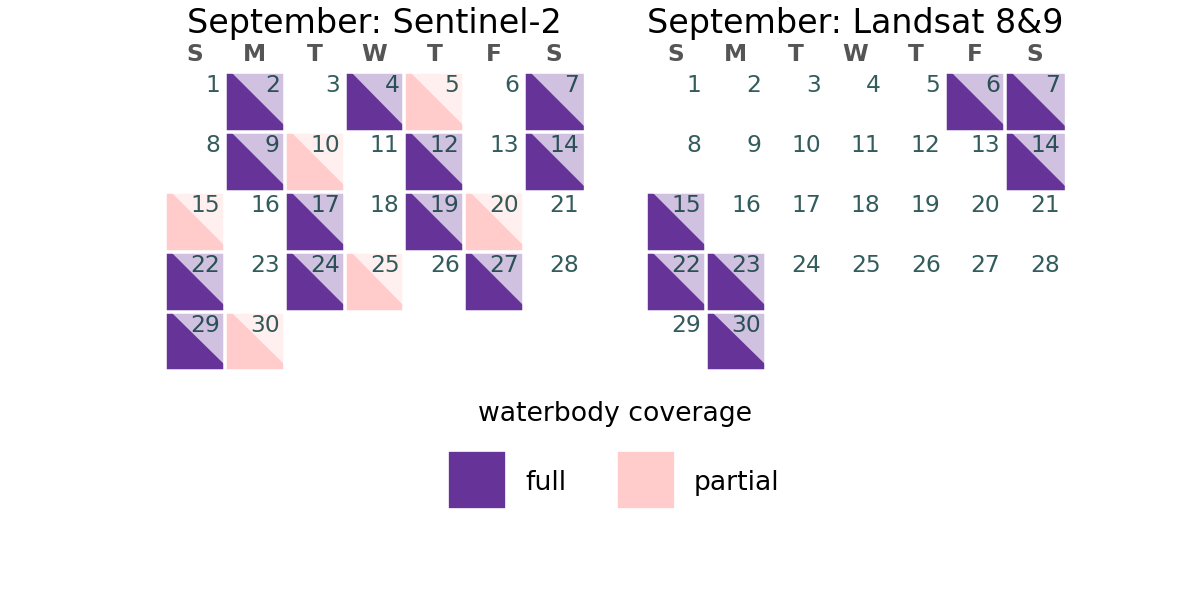 September: Sentinel-2
S M T W T F S
1 2 3 4 5 6 7
8 9 10 11 12 13 14
15 16 17 18 19 20 21
22 23 24 25 26 27 28
29 30
September: Landsat 8&9
S M T W T F S
1 2 3 4 5 6 7
8 9 10 11 12 13 14
15 16 17 18 19 20 21
22 23 24 25 26 27 28
29 30
waterbody coverage
full partial